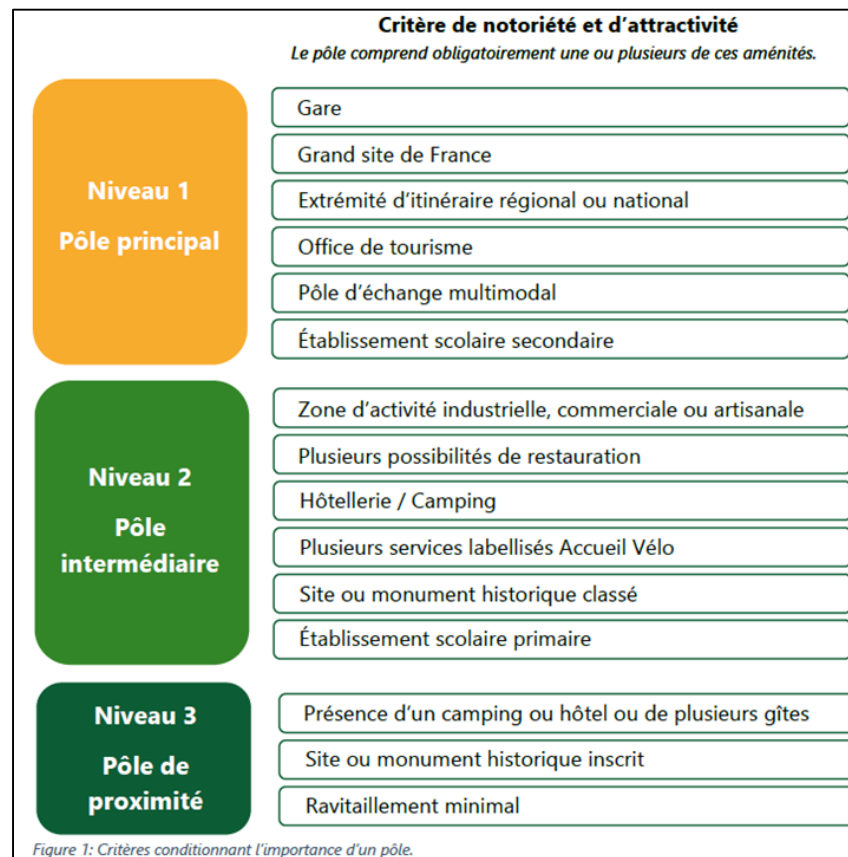 Critère de notoriété et d'attractivité
Le pôle comprend obligatoirement une ou plusieurs de ces aménités.
Niveau 1
Pôle principal
Gare
Grand site de France
Extrémité d'itinéraire régional ou national
Office de tourisme
Pôle d'échange multimodal
Établissement scolaire secondaire
Niveau 2
Pôle
intermédiaire
Zone d'activité industrielle, commerciale ou artisanale
Plusieurs possibilités de restauration
Hôtellerie / Camping
Plusieurs services labellisés Accueil Vélo
Site ou monument historique classé
Établissement scolaire primaire
Niveau 3
Pôle de
proximité
Présence d'un camping ou hôtel ou de plusieurs gîtes
Site ou monument historique inscrit
Ravitaillement minimal
Figure 1: Critères conditionnant l'importance d'un pôle.